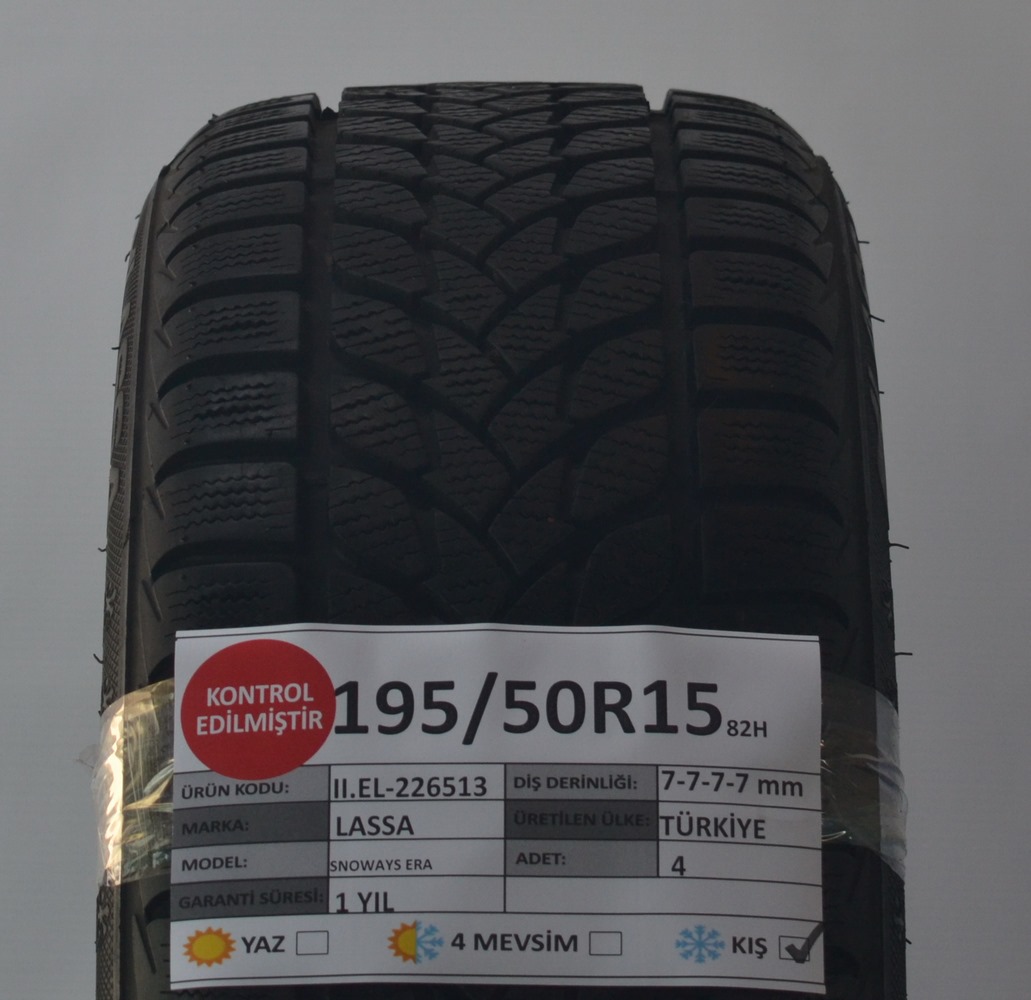 KONTROL
EDİLMİŞTİR
195/50R15 82H
ÜRÜN KODU: II.EL-226513 DİŞ DERİNLİĞİ: 7-7-7-7 mm
MARKA: LASSA ÜRETİLEN ÜLKE: TÜRKİYE
MODEL: SNOWAYS ERA ADET: 4
GARANTİ SÜRESİ: 1 YIL
YAZ 4 MEVSİM KIŞ